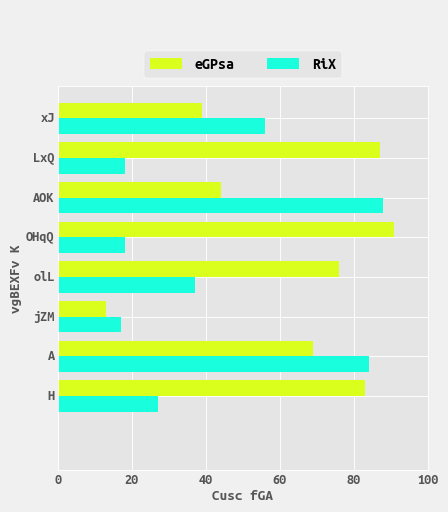 eGPsa RiX
xJ
LxQ
AOK
OHqQ
olL
jZM
A
H
vgBEXFv K
0 20 40 60 80 100
Cusc fGA